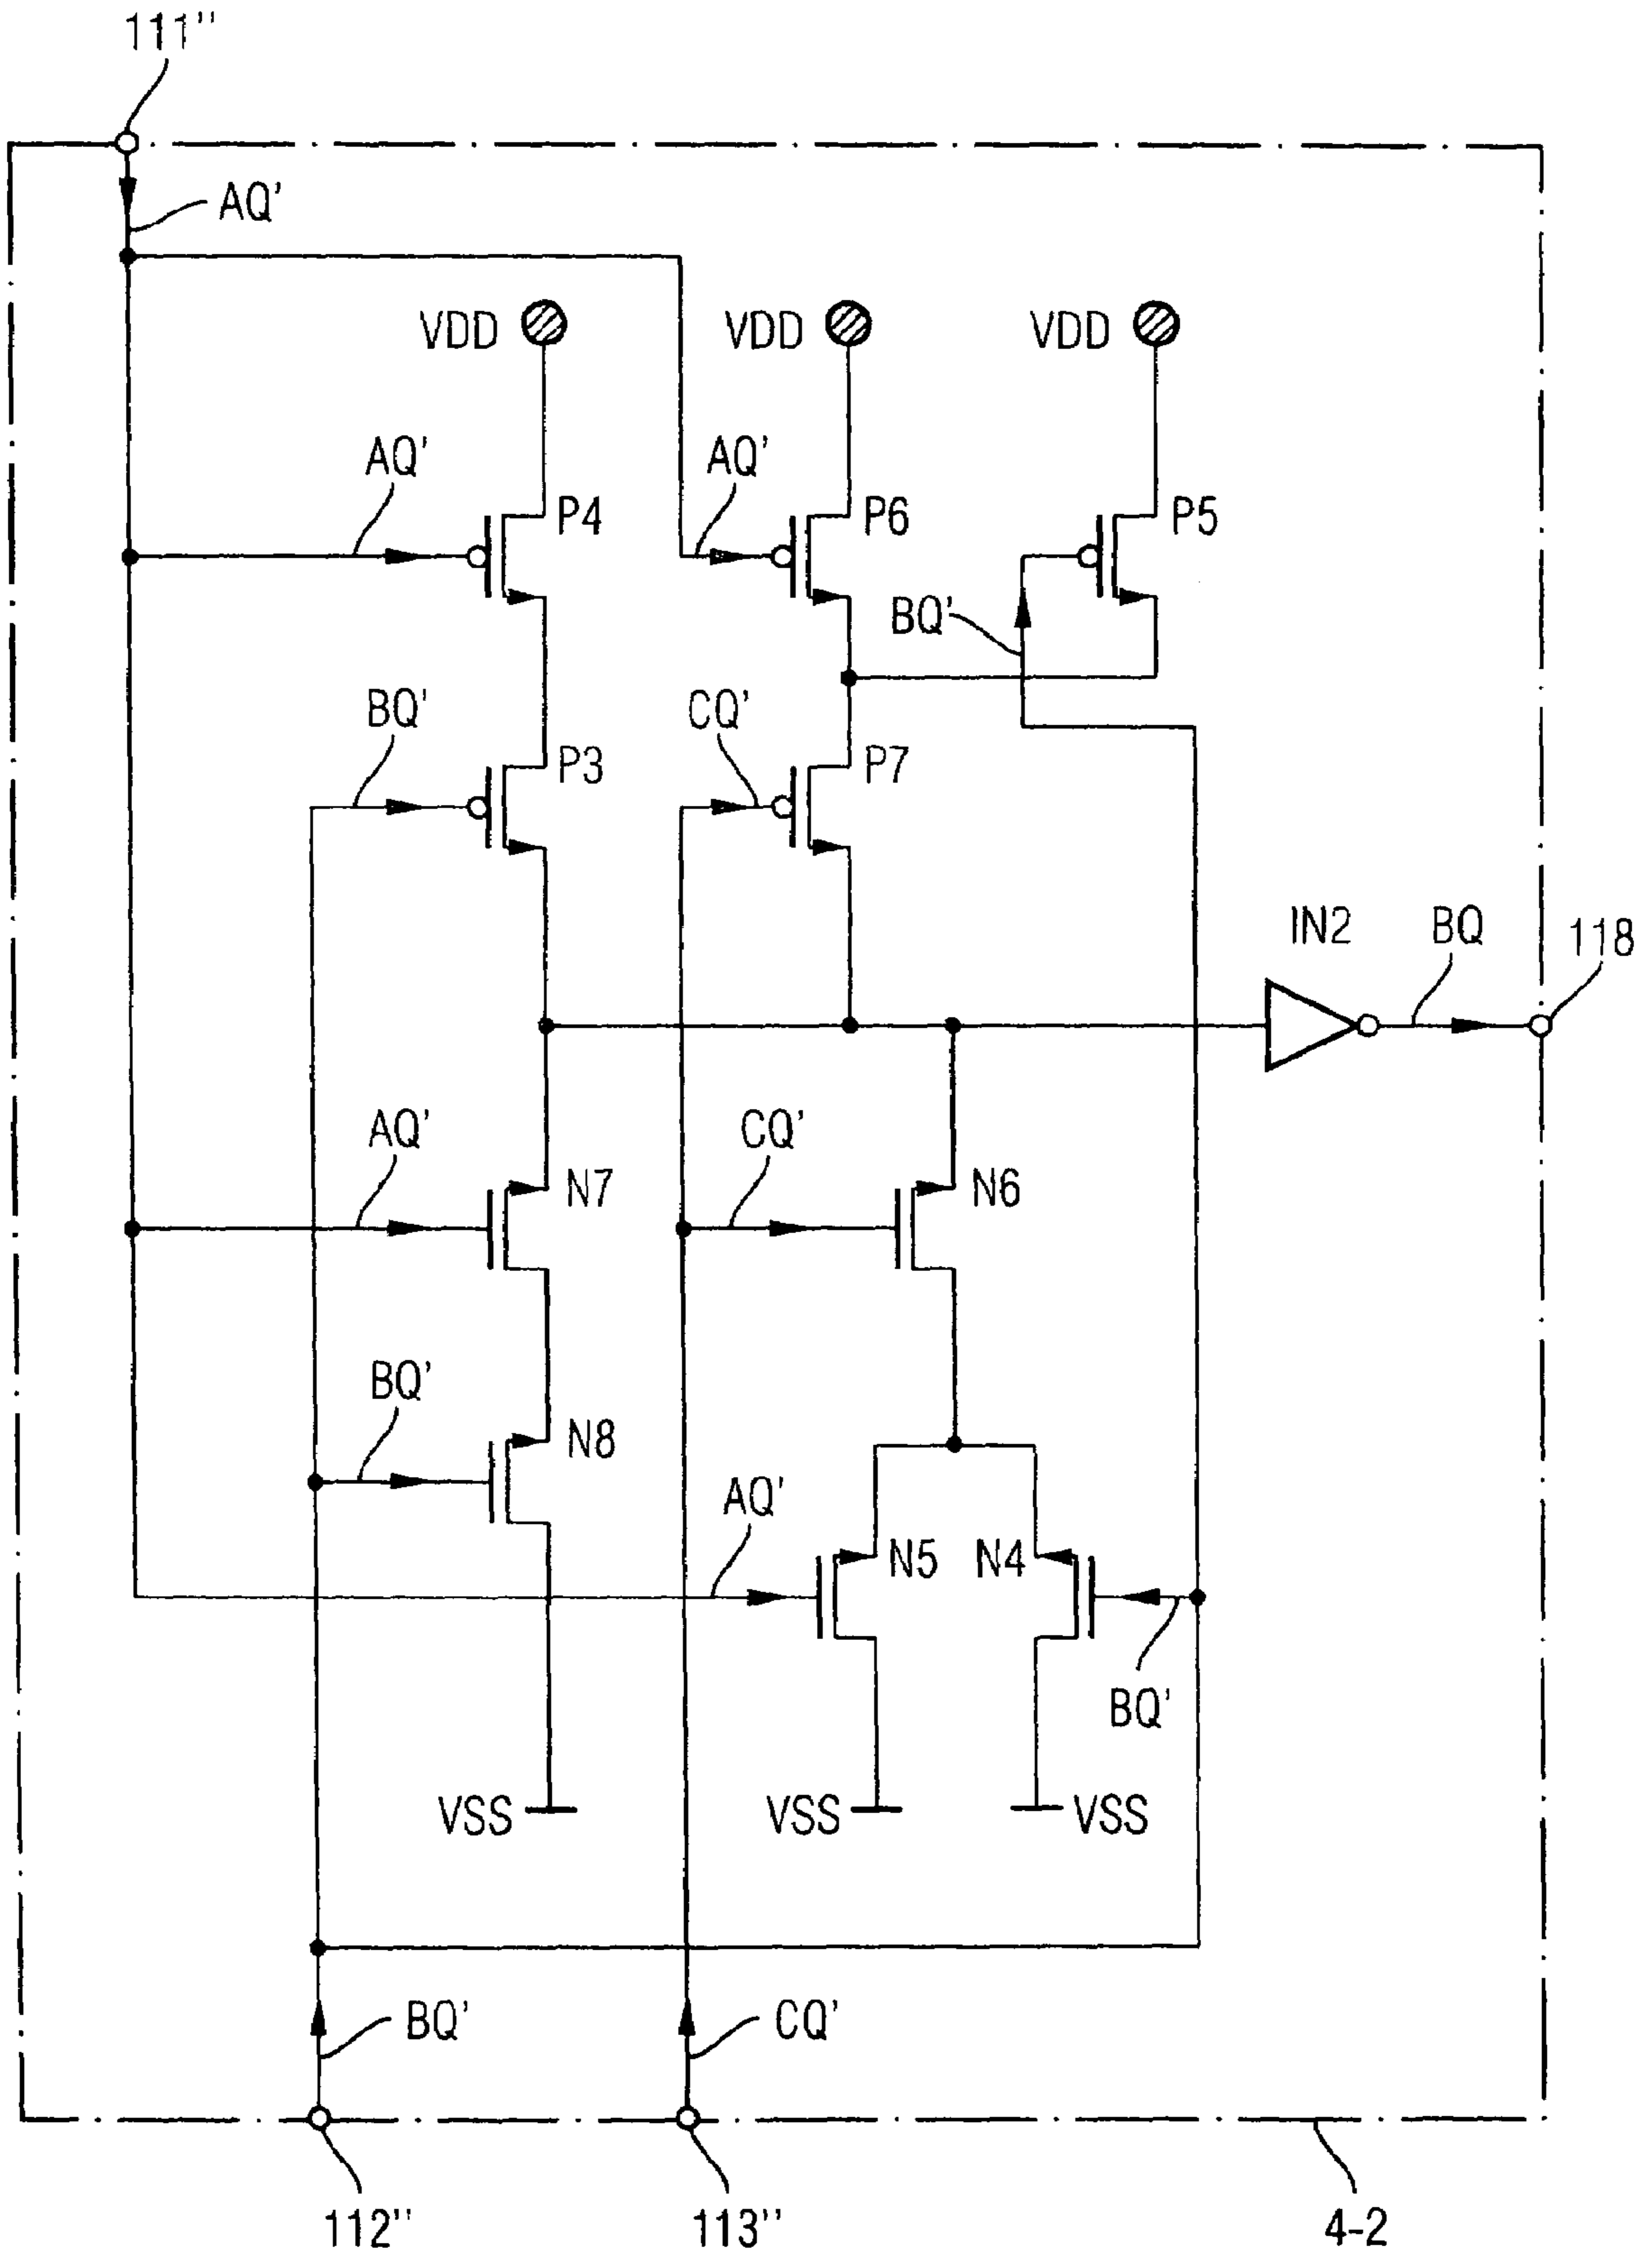 111''
AQ'
VDD
VDD
VDD
AQ'
AQ'
P4
P6
P5
BQ'
BQ'
CQ'
P3
P7
IN2
BQ
118
AQ'
CQ'
N7
N6
BQ'
N8
AQ'
N5
N4
BQ'
VSS
VSS
VSS
BQ'
CQ'
112''
113''
4-2